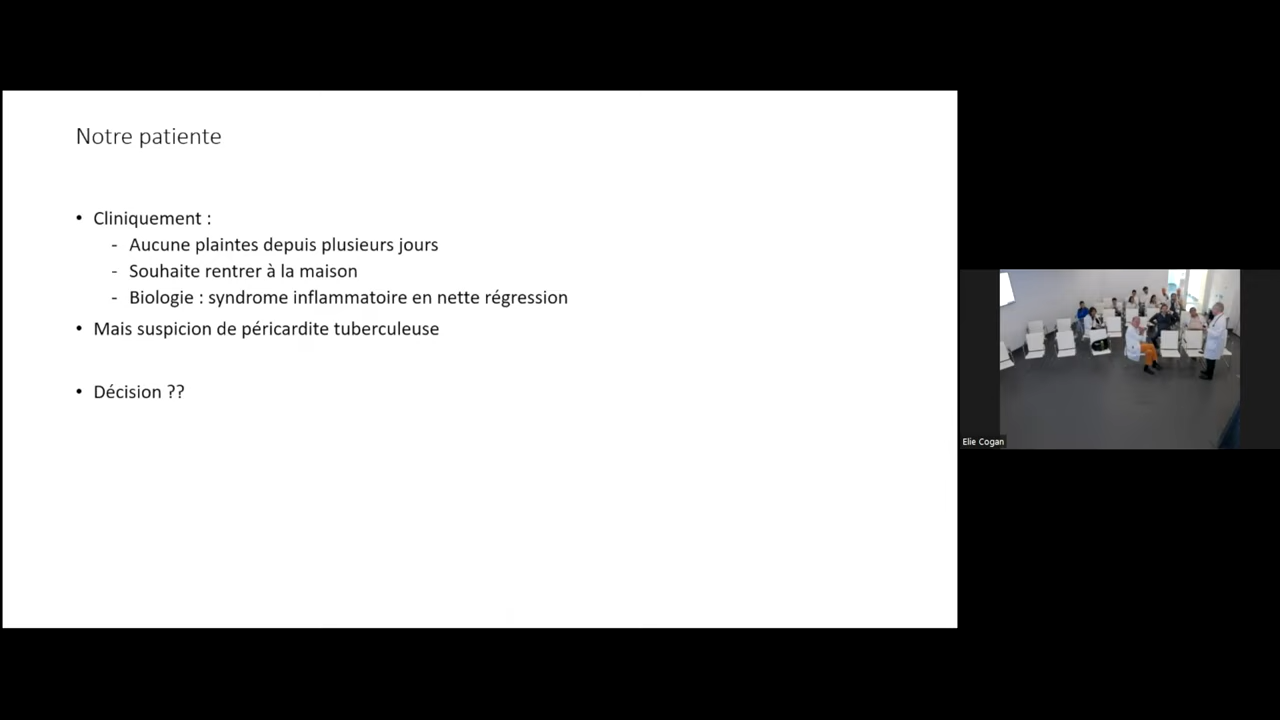 Notre patiente
• Cliniquement :
- Aucune plaintes depuis plusieurs jours
- Souhaite rentrer à la maison
- Biologie : syndrome inflammatoire en nette régression
• Mais suspicion de péricardite tuberculeuse
• Décision ??
Elie Cogan